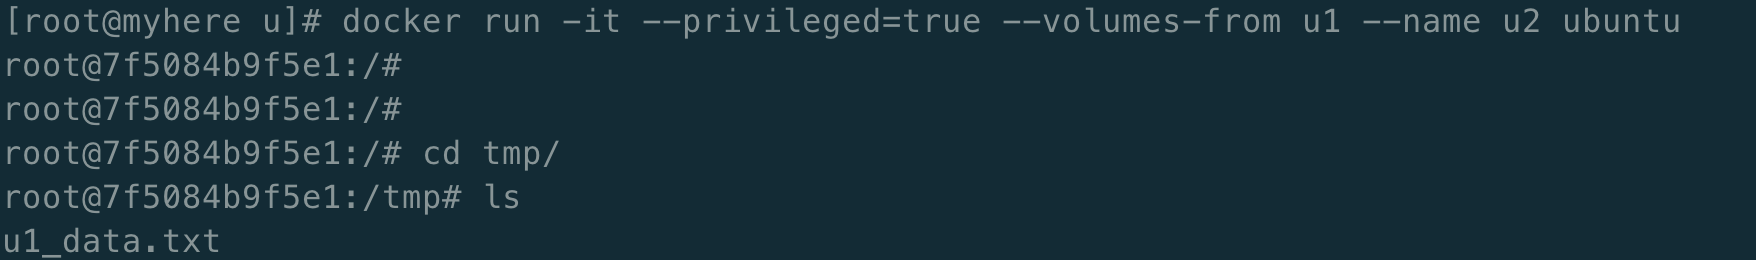 [root@myhere u]# docker run -it --privileged=true --volumes-from u1 --name u2 ubuntu
root@7f5084b9f5e1:/#
root@7f5084b9f5e1:/#
root@7f5084b9f5e1:/# cd tmp/
root@7f5084b9f5e1:/tmp# ls
u1_data.txt